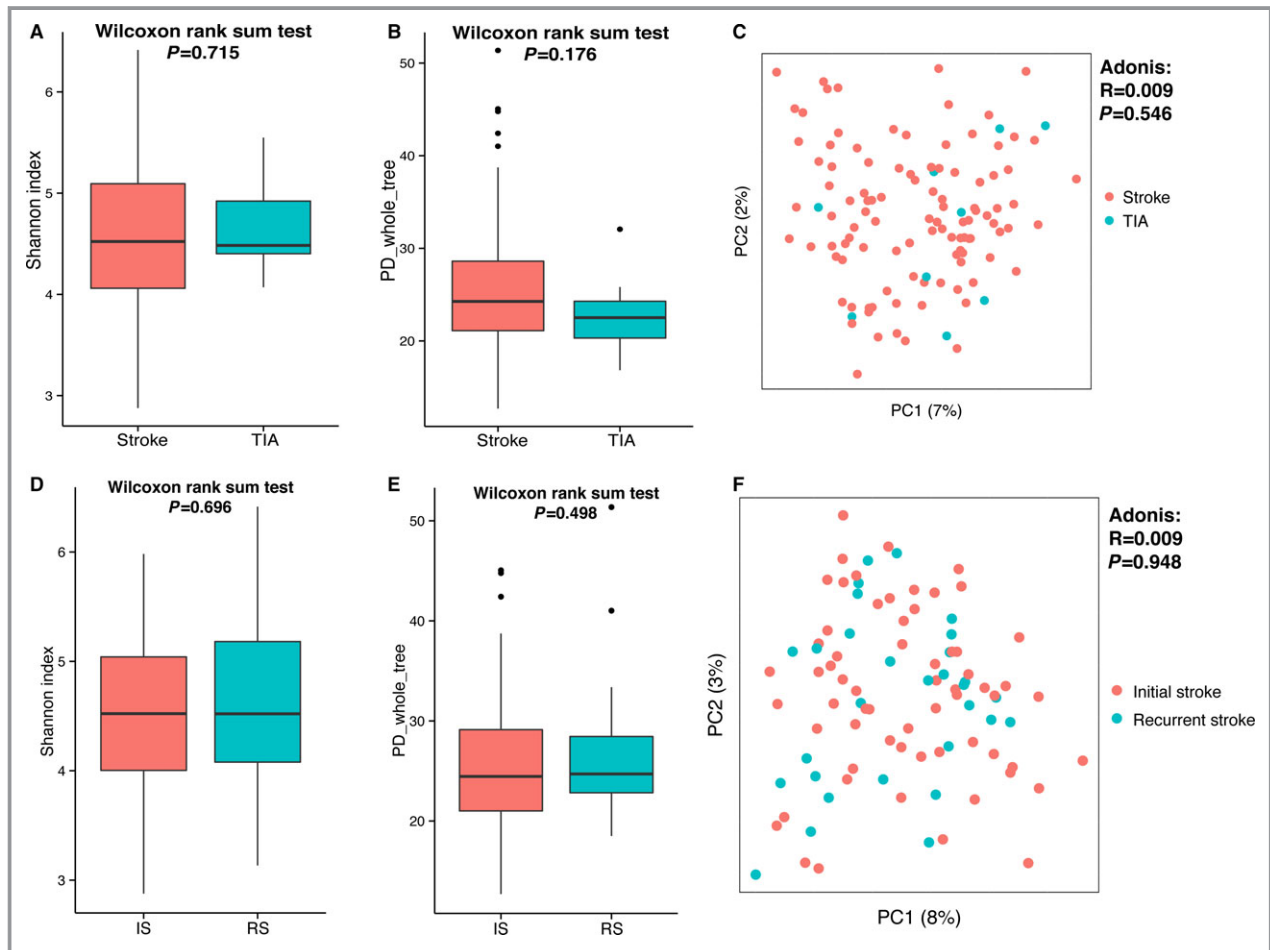 A
Wilcoxon rank sum test
P=0.715
Shannon index
6
5
4
3
Stroke
TIA
B
Wilcoxon rank sum test
P=0.176
PD_whole_tree
50
40
30
20
Stroke
TIA
C
Adonis:
R=0.009
P=0.546
Stroke
TIA
PC2 (2%)
PC1 (7%)
D
Wilcoxon rank sum test
P=0.696
Shannon index
6
5
4
3
IS
RS
E
Wilcoxon rank sum test
P=0.498
PD_whole_tree
50
40
30
20
IS
RS
F
Adonis:
R=0.009
P=0.948
Initial stroke
Recurrent stroke
PC2 (3%)
PC1 (8%)